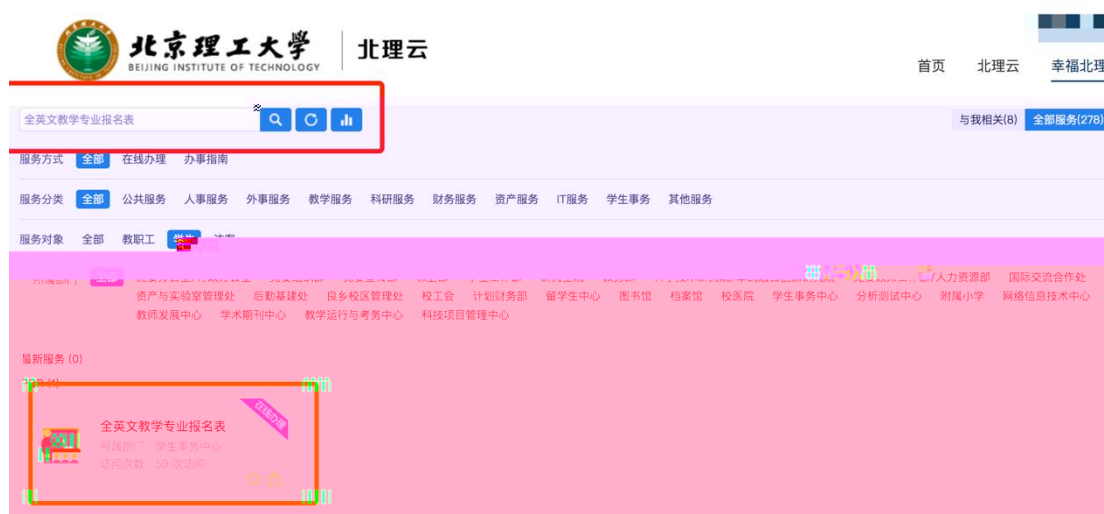 北京理工大学 北理云
BEIJING INSTITUTE OF TECHNOLOGY
首页 北理云 幸福北理
全英文教学专业报名表
与我相关(8) 全部服务(278)
服务方式 全部 在线办理 办事指南
服务分类 全部 公共服务 人事服务 外事服务 教学服务 科研服务 财务服务 资产服务 IT服务 学生事务 其他服务
服务对象 全部 教职工
/人力资源部 国际交流合作处
资产与实验室管理处 后勤基建处 良乡校区管理处 校工会 计划财务部 留学生中心 图书馆 档案馆 校医院 学生事务中心 分析测试中心 附属小学 网络信息技术中心
教师发展中心 学术期刊中心 教学运行与考务中心 科技项目管理中心
最新服务 (0)
全英文教学专业报名表
在线办理
所属部门：学生事务中心
访问次数：59 次访问